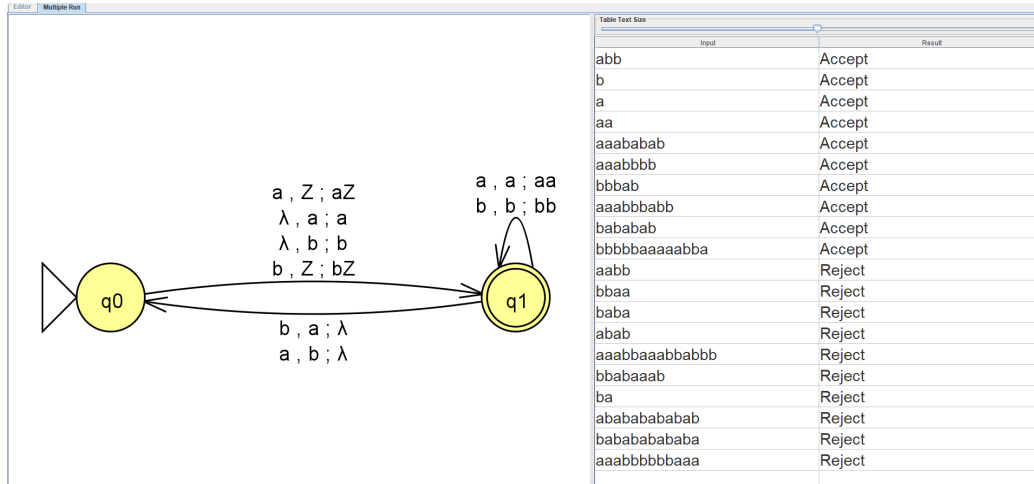 Editor Multiple Run
Table Text Size
Input Result
abb Accept
b Accept
a Accept
aa Accept
aaababab Accept
aaabbbb Accept
bbbab Accept
aaabbbabb Accept
bababab Accept
bbbbbaaaaabba Accept
aabb Reject
bbaa Reject
baba Reject
abab Reject
aaabbaaabbabbb Reject
bbabaaab Reject
ba Reject
abababababab Reject
bababababa​ba Reject
aaabbbbbbaaa Reject
a , Z ; aZ
λ , a ; a
λ , b ; b
b , Z ; bZ
a , a ; aa
b , b ; bb
q0
q1
b , a ; λ
a , b ; λ